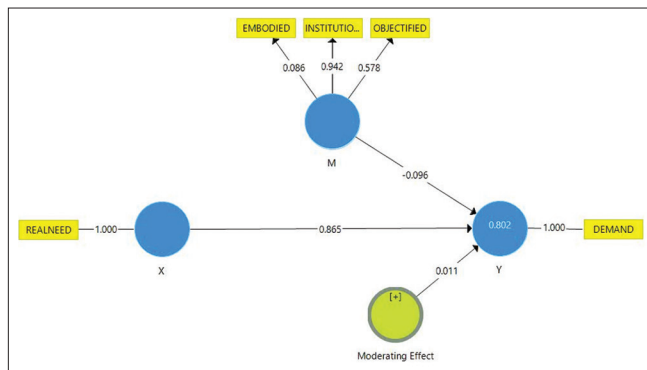 EMBODIED INSTITUTIO... OBJECTIFIED
0.086 0.942 0.578
M
-0.096
REALNEED 1.000 0.865 0.802 1.000 DEMAND
X Y
0.011
[+]
Moderating Effect